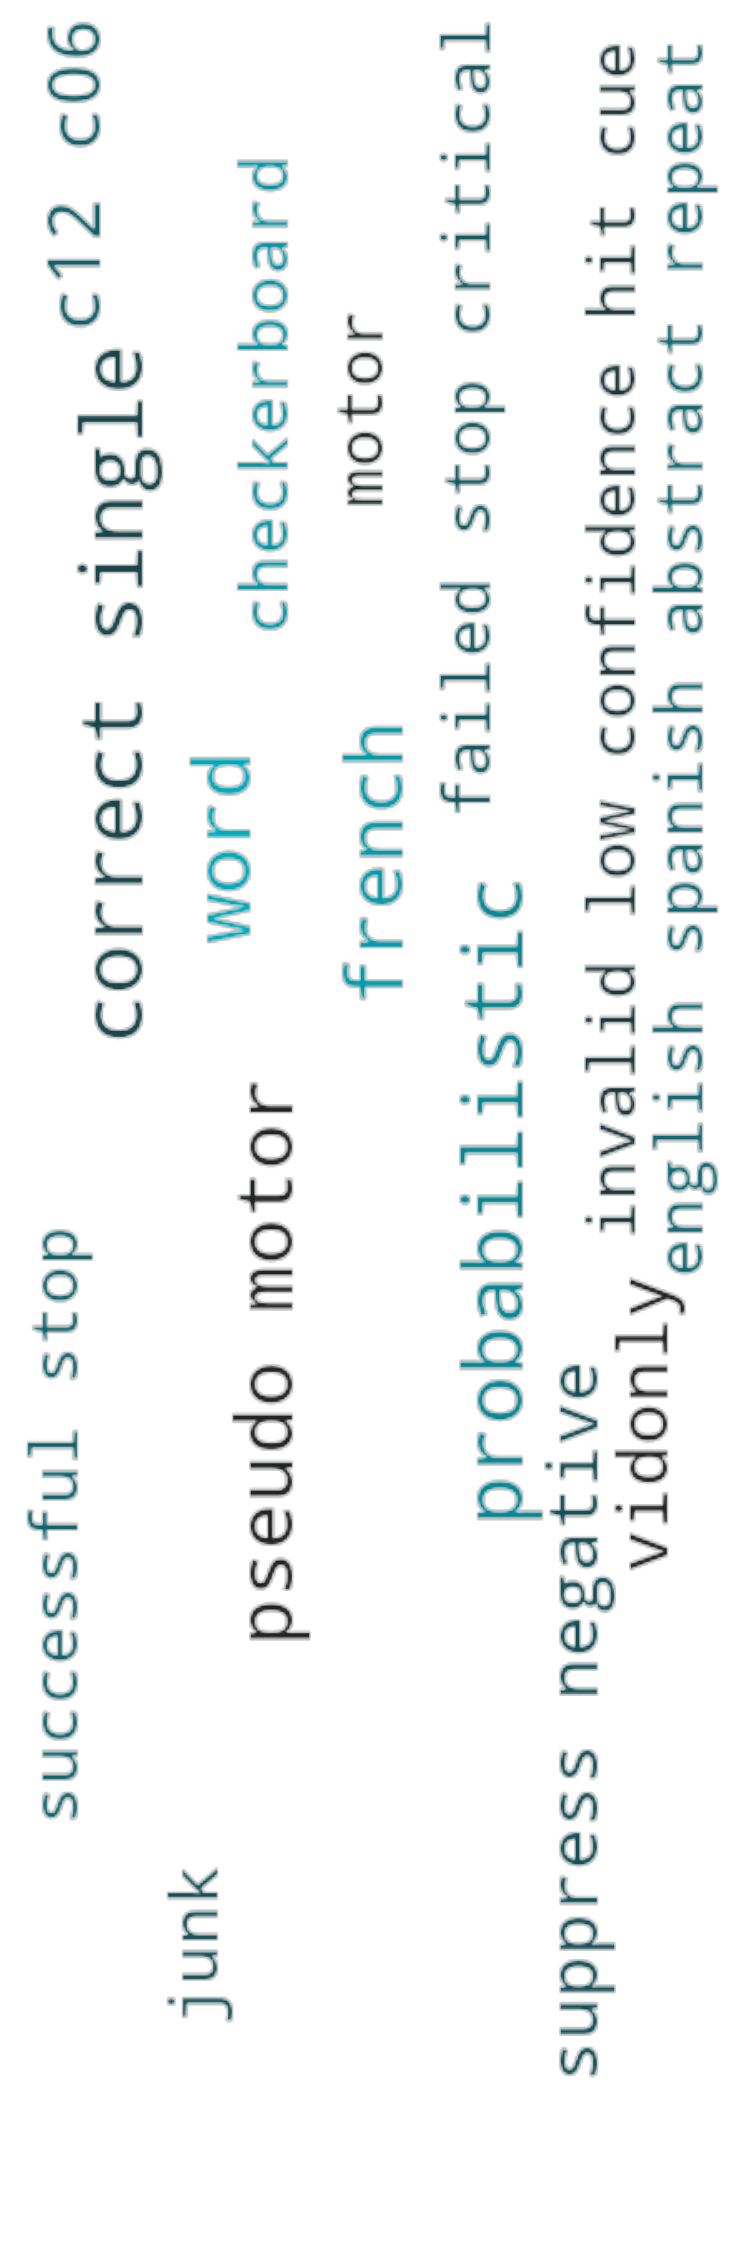 c12 c06
successful stop
correct single
junk
word
checkerboard
pseudo motor
motor
french
failed stop critical
probabilistic
suppress negative
invalid low confidence hit cue
vidonly
english spanish abstract repeat